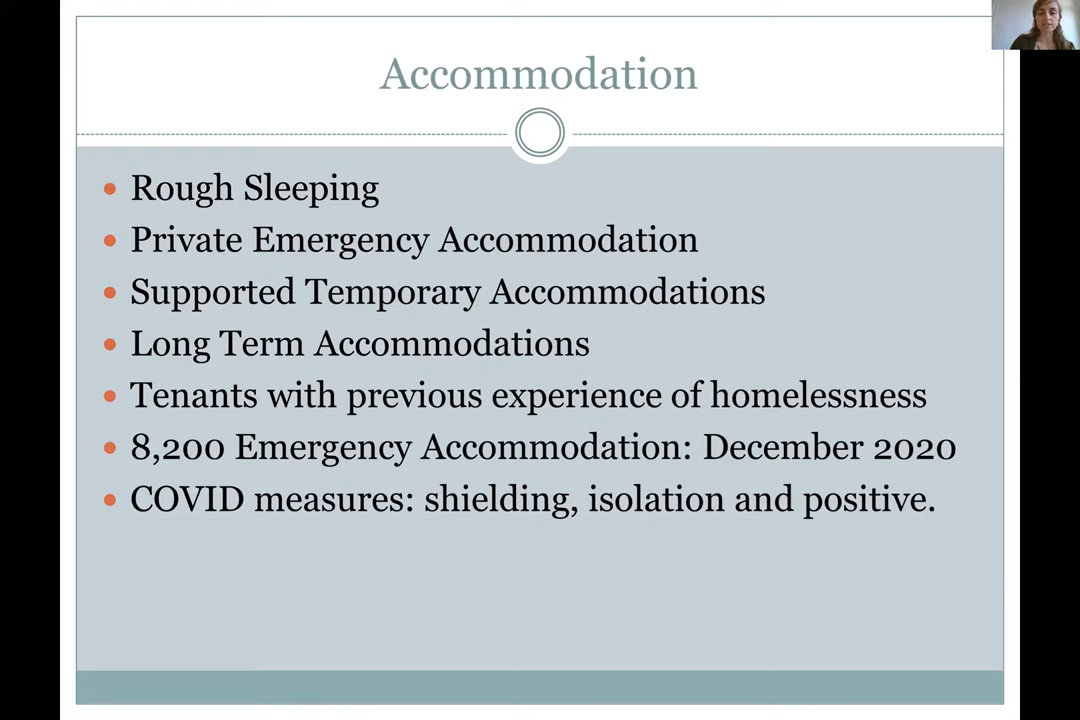 Accommodation
Rough Sleeping
Private Emergency Accommodation
Supported Temporary Accommodations
Long Term Accommodations
Tenants with previous experience of homelessness
8,200 Emergency Accommodation: December 2020
COVID measures: shielding, isolation and positive.